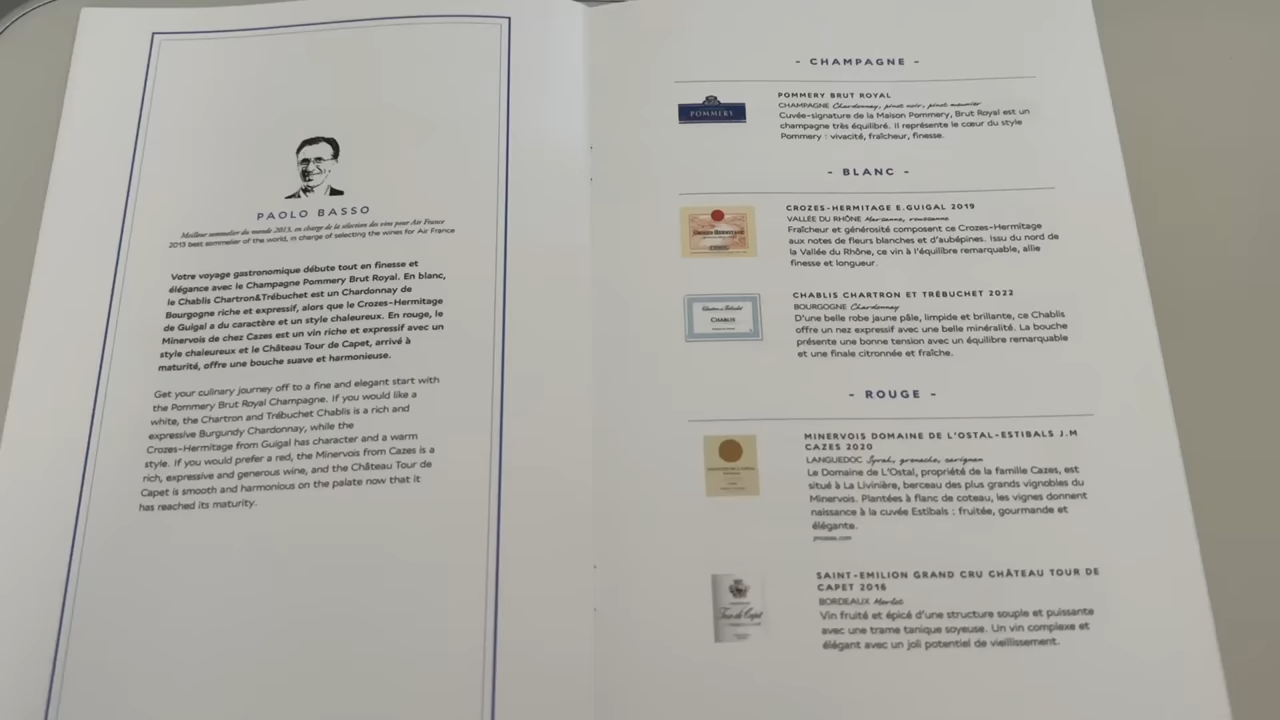 PAOLO BASSO
Meilleur sommelier du monde 2013, en charge de la sélection des vins pour Air France
2013 best sommelier of the world, in charge of selecting the wines for Air France
Votre voyage gastronomique débute tout en finesse et
élégance avec le Champagne Pommery Brut Royal. En blanc,
le Chablis Chartron&Trébuchet est un Chardonnay de
Bourgogne riche et expressif, alors que le Crozes-Hermitage
de Guigal a du caractère et un style chaleureux. En rouge, le
Minervois de chez Cazes est un vin riche et expressif avec un
style chaleureux et le Château Tour de Capet, arrivé à
maturité, offre une bouche suave et harmonieuse.
Get your culinary journey off to a fine and elegant start with
the Pommery Brut Royal Champagne. If you would like a
white, the Chartron and Trébuchet Chablis is a rich and
expressive Burgundy Chardonnay, while the
Crozes-Hermitage from Guigal has character and a warm
style. If you would prefer a red, the Minervois from Cazes is a
rich, expressive and generous wine, and the Château Tour de
Capet is smooth and harmonious on the palate now that it
has reached its maturity.
- CHAMPAGNE -
POMMERY
POMMERY BRUT ROYAL
CHAMPAGNE Chardonnay, pinot noir, pinot meunier
Cuvée-signature de la Maison Pommery, Brut Royal est un
champagne très équilibré. Il représente le cœur du style
Pommery : vivacité, fraîcheur, finesse.
- BLANC -
CROZES-HERMITAGE
CROZES-HERMITAGE E.GUIGAL 2019
VALLÉE DU RHÔNE Marsanne, roussanne
Fraîcheur et générosité composent ce Crozes-Hermitage
aux notes de fleurs blanches et d'aubépines. Issu du nord de
la Vallée du Rhône, ce vin à l'équilibre remarquable, allie
finesse et longueur.
Chartron et Trébuchet
CHABLIS
CHABLIS CHARTRON ET TRÉBUCHET 2022
BOURGOGNE Chardonnay
D'une belle robe jaune pâle, limpide et brillante, ce Chablis
offre un nez expressif avec une belle minéralité. La bouche
présente une bonne tension avec un équilibre remarquable
et une finale citronnée et fraîche.
- ROUGE -
MINERVOIS DOMAINE DE L'OSTAL-ESTIBALS J.M
CAZES 2020
LANGUEDOC Syrah, grenache, carignan
Le Domaine de L'Ostal, propriété de la famille Cazes, est
situé à La Livinière, berceau des plus grands vignobles du
Minervois. Plantées à flanc de coteau, les vignes donnent
naissance à la cuvée Estibals : fruitée, gourmande et
élégante.
Tour de Capet
SAINT-EMILION GRAND CRU CHÂTEAU TOUR DE
CAPET 2016
BORDEAUX Merlot
Vin fruité et épicé d'une structure souple et puissante
avec une trame tanique soyeuse. Un vin complexe et
élégant avec un joli potentiel de vieillissement.